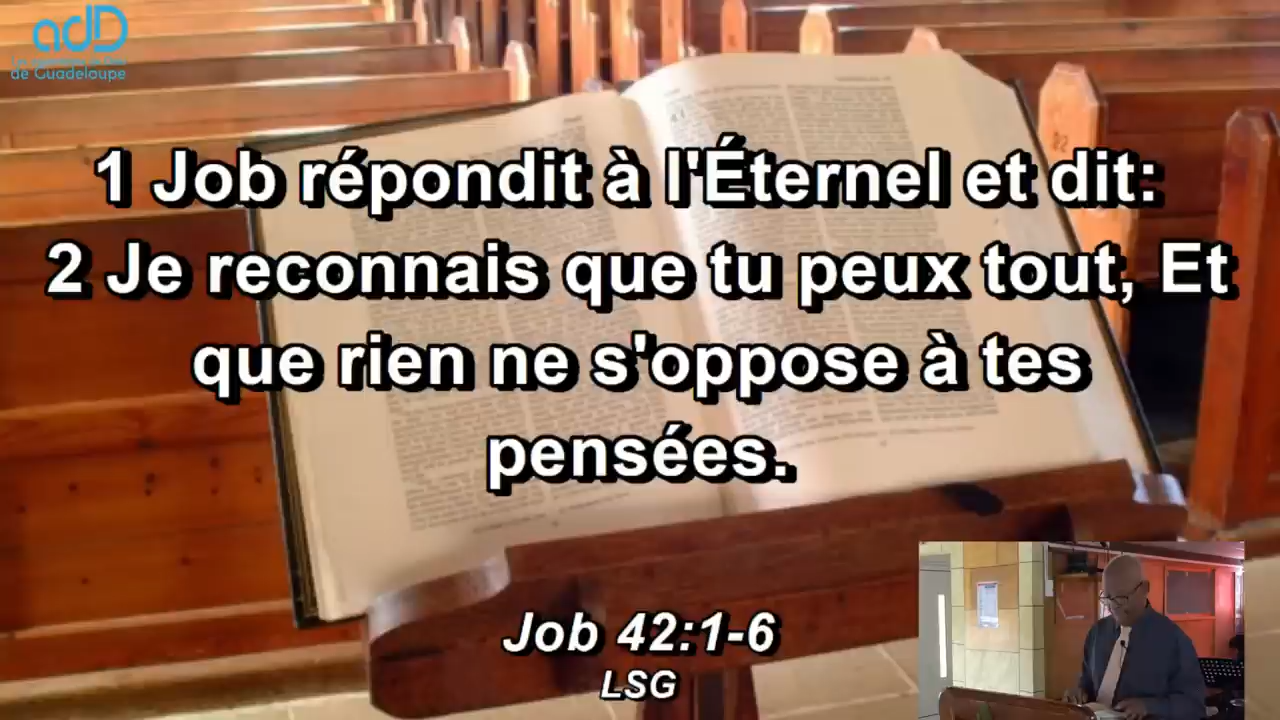 adD
de Guadeloupe
1 Job répondit à l'Éternel et dit:
2 Je reconnais que tu peux tout, Et
que rien ne s'oppose à tes
pensées.
Job 42:1-6
LSG